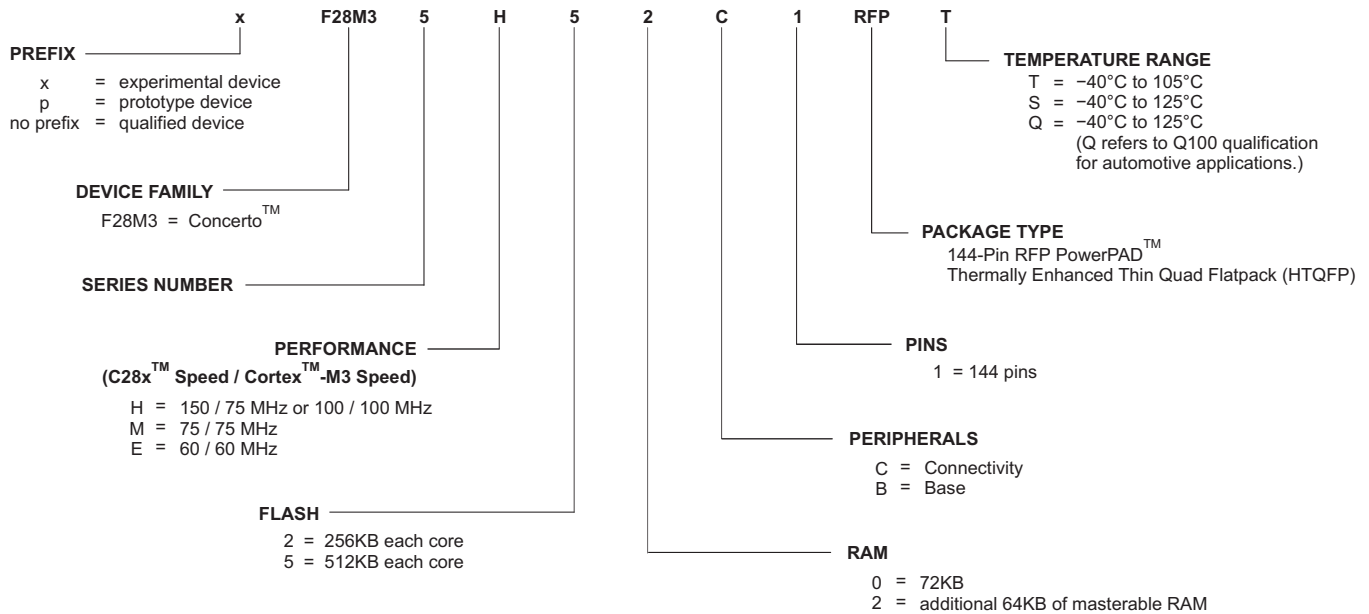 x F28M3 5 H 5 2 C 1 RFP T
PREFIX
x = experimental device
p = prototype device
no prefix = qualified device
TEMPERATURE RANGE
T = −40°C to 105°C
S = −40°C to 125°C
Q = −40°C to 125°C
(Q refers to Q100 qualification
for automotive applications.)
DEVICE FAMILY
F28M3 = Concerto™
PACKAGE TYPE
144-Pin RFP PowerPAD™
Thermally Enhanced Thin Quad Flatpack (HTQFP)
SERIES NUMBER
PERFORMANCE
(C28x™ Speed / Cortex™-M3 Speed)
H = 150 / 75 MHz or 100 / 100 MHz
M = 75 / 75 MHz
E = 60 / 60 MHz
PINS
1 = 144 pins
PERIPHERALS
C = Connectivity
B = Base
FLASH
2 = 256KB each core
5 = 512KB each core
RAM
0 = 72KB
2 = additional 64KB of masterable RAM